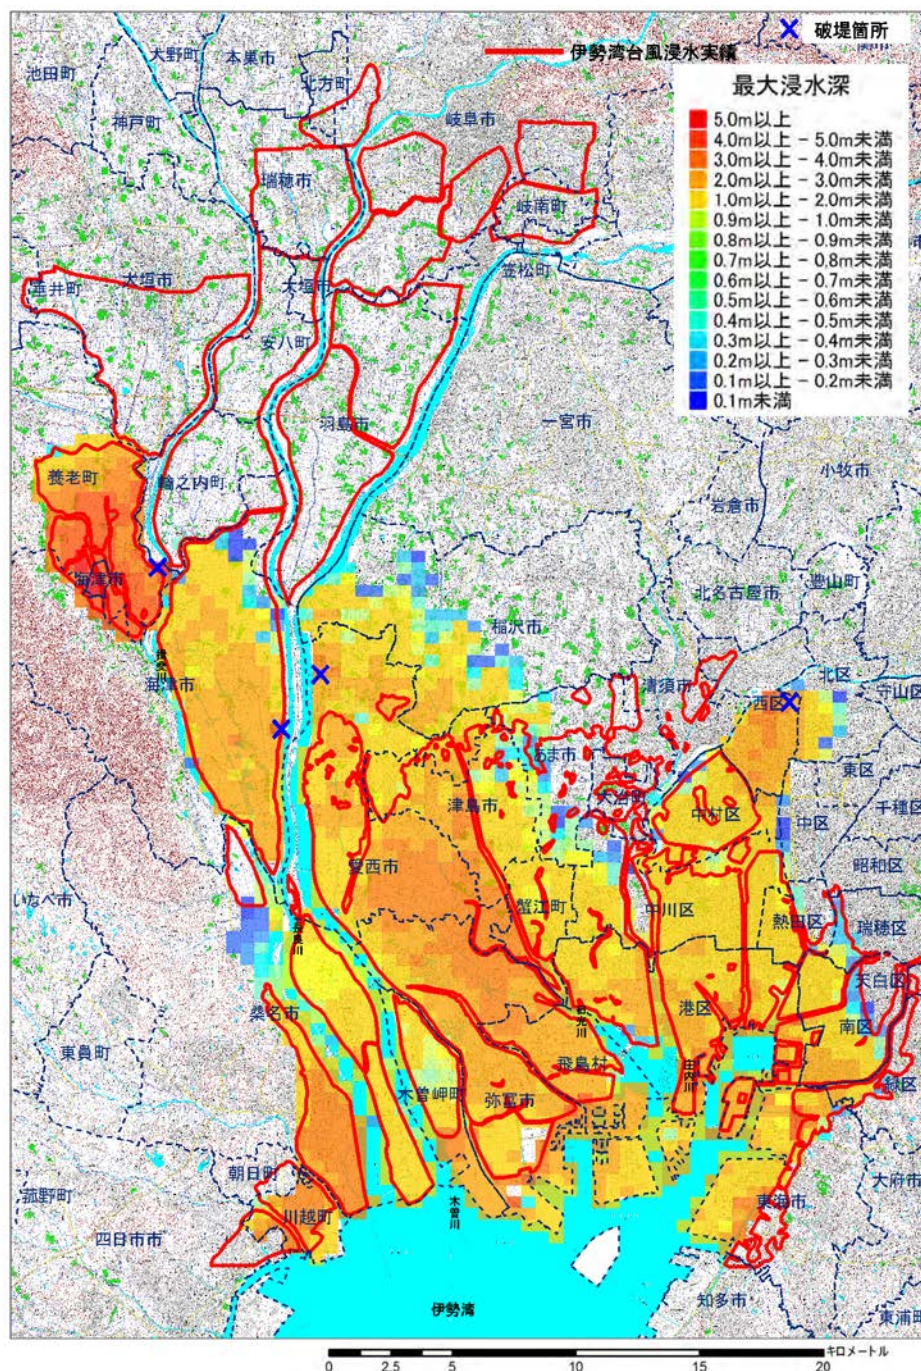 破堤箇所
伊勢湾台風浸水実績
最大浸水深
5.0m以上
4.0m以上 - 5.0m未満
3.0m以上 - 4.0m未満
2.0m以上 - 3.0m未満
1.0m以上 - 2.0m未満
0.9m以上 - 1.0m未満
0.8m以上 - 0.9m未満
0.7m以上 - 0.8m未満
0.6m以上 - 0.7m未満
0.5m以上 - 0.6m未満
0.4m以上 - 0.5m未満
0.3m以上 - 0.4m未満
0.2m以上 - 0.3m未満
0.1m以上 - 0.2m未満
0.1m未満
大野町
本巣市
池田町
北方町
神戸町
岐阜市
瑞穂市
岐南町
笠松町
大垣市
大垣市
垂井町
安八町
羽島市
一宮市
養老町
輪之内町
小牧市
岩倉市
海津市
豊山町
北名古屋市
稲沢市
揖斐川
海津市
清須市
北区
守山区
西区
あま市
東区
大治町
津島市
中村区
中区
千種区
愛西市
昭和区
いなべ市
蟹江町
中川区
熱田区
瑞穂区
長良川
天白区
桑名市
港区
南区
日光川
東員町
飛島村
庄内川
緑区
木曽岬町
弥富市
朝日町
大府市
菰野町
川越町
木曽川
東海市
四日市市
伊勢湾
知多市
東浦町
キロメートル
0 2.5 5 10 15 20